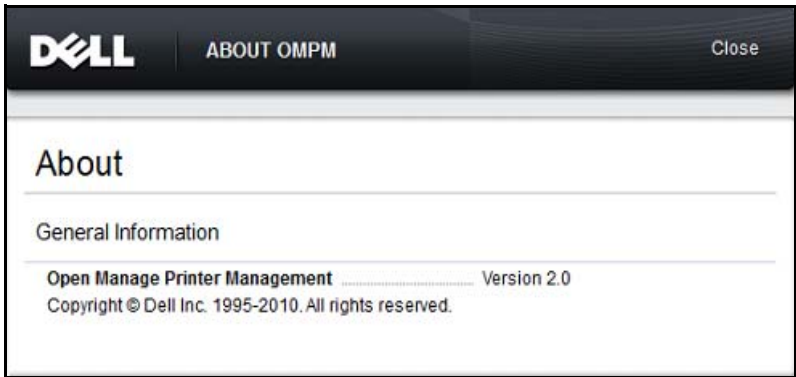 DELL
ABOUT OMPM
Close
About
General Information
Open Manage Printer Management ........................................ Version 2.0
Copyright © Dell Inc. 1995-2010. All rights reserved.